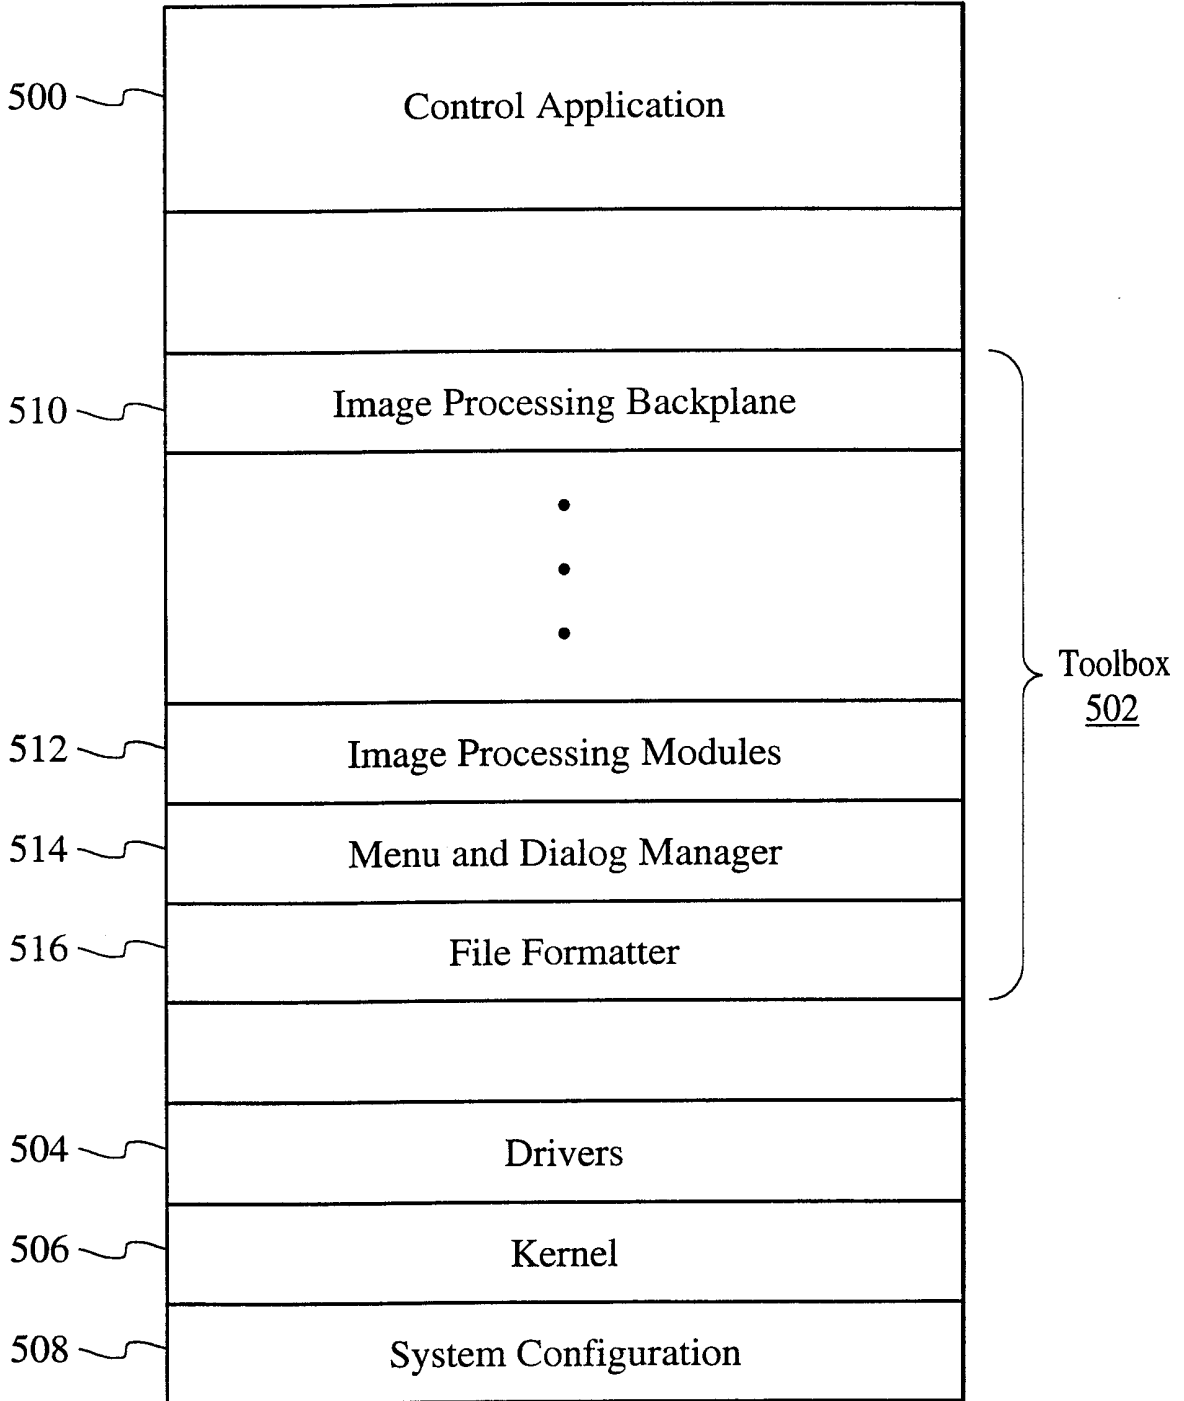 500
Control Application
510
Image Processing Backplane
Toolbox
502
512
Image Processing Modules
514
Menu and Dialog Manager
516
File Formatter
504
Drivers
506
Kernel
508
System Configuration